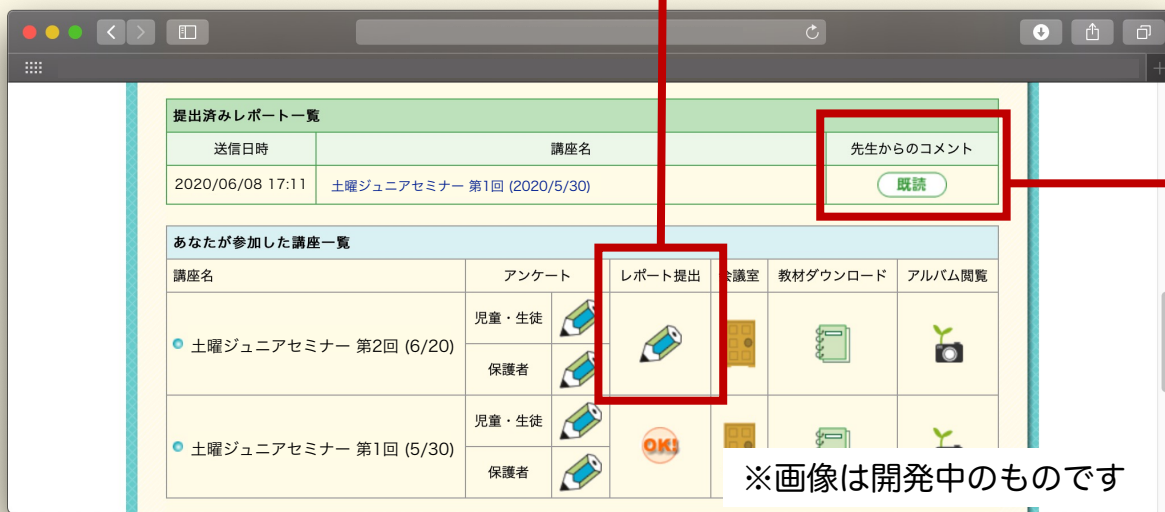 提出済みレポート一覧
送信日時 講座名 先生からのコメント
2020/06/08 17:11 土曜ジュニアセミナー 第1回 (2020/5/30) 既読
あなたが参加した講座一覧
講座名 アンケート レポート提出 会議室 教材ダウンロード アルバム閲覧
児童・生徒
土曜ジュニアセミナー 第2回 (6/20)
保護者
児童・生徒
土曜ジュニアセミナー 第1回 (5/30) OK!
保護者
※画像は開発中のものです